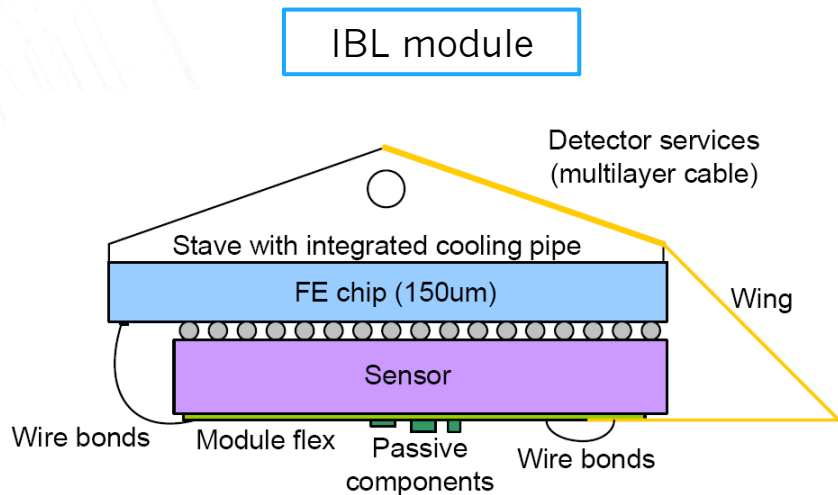 IBL module
Detector services
(multilayer cable)
Stave with integrated cooling pipe
FE chip (150um)
Wing
Sensor
Wire bonds
Module flex
Passive
components
Wire bonds